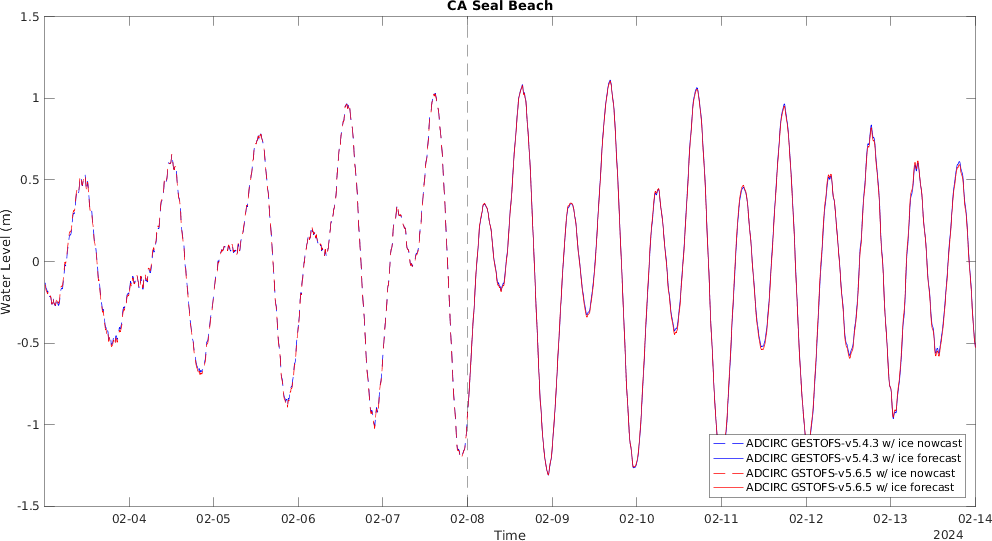 CA Seal Beach
1.5
1
0.5
0
-0.5
-1
-1.5
Water Level (m)
ADCIRC GESTOFS-v5.4.3 w/ ice nowcast
ADCIRC GESTOFS-v5.4.3 w/ ice forecast
ADCIRC GSTOFS-v5.6.5 w/ ice nowcast
ADCIRC GSTOFS-v5.6.5 w/ ice forecast
02-04 02-05 02-06 02-07 02-08 02-09 02-10 02-11 02-12 02-13 02-14
Time
2024